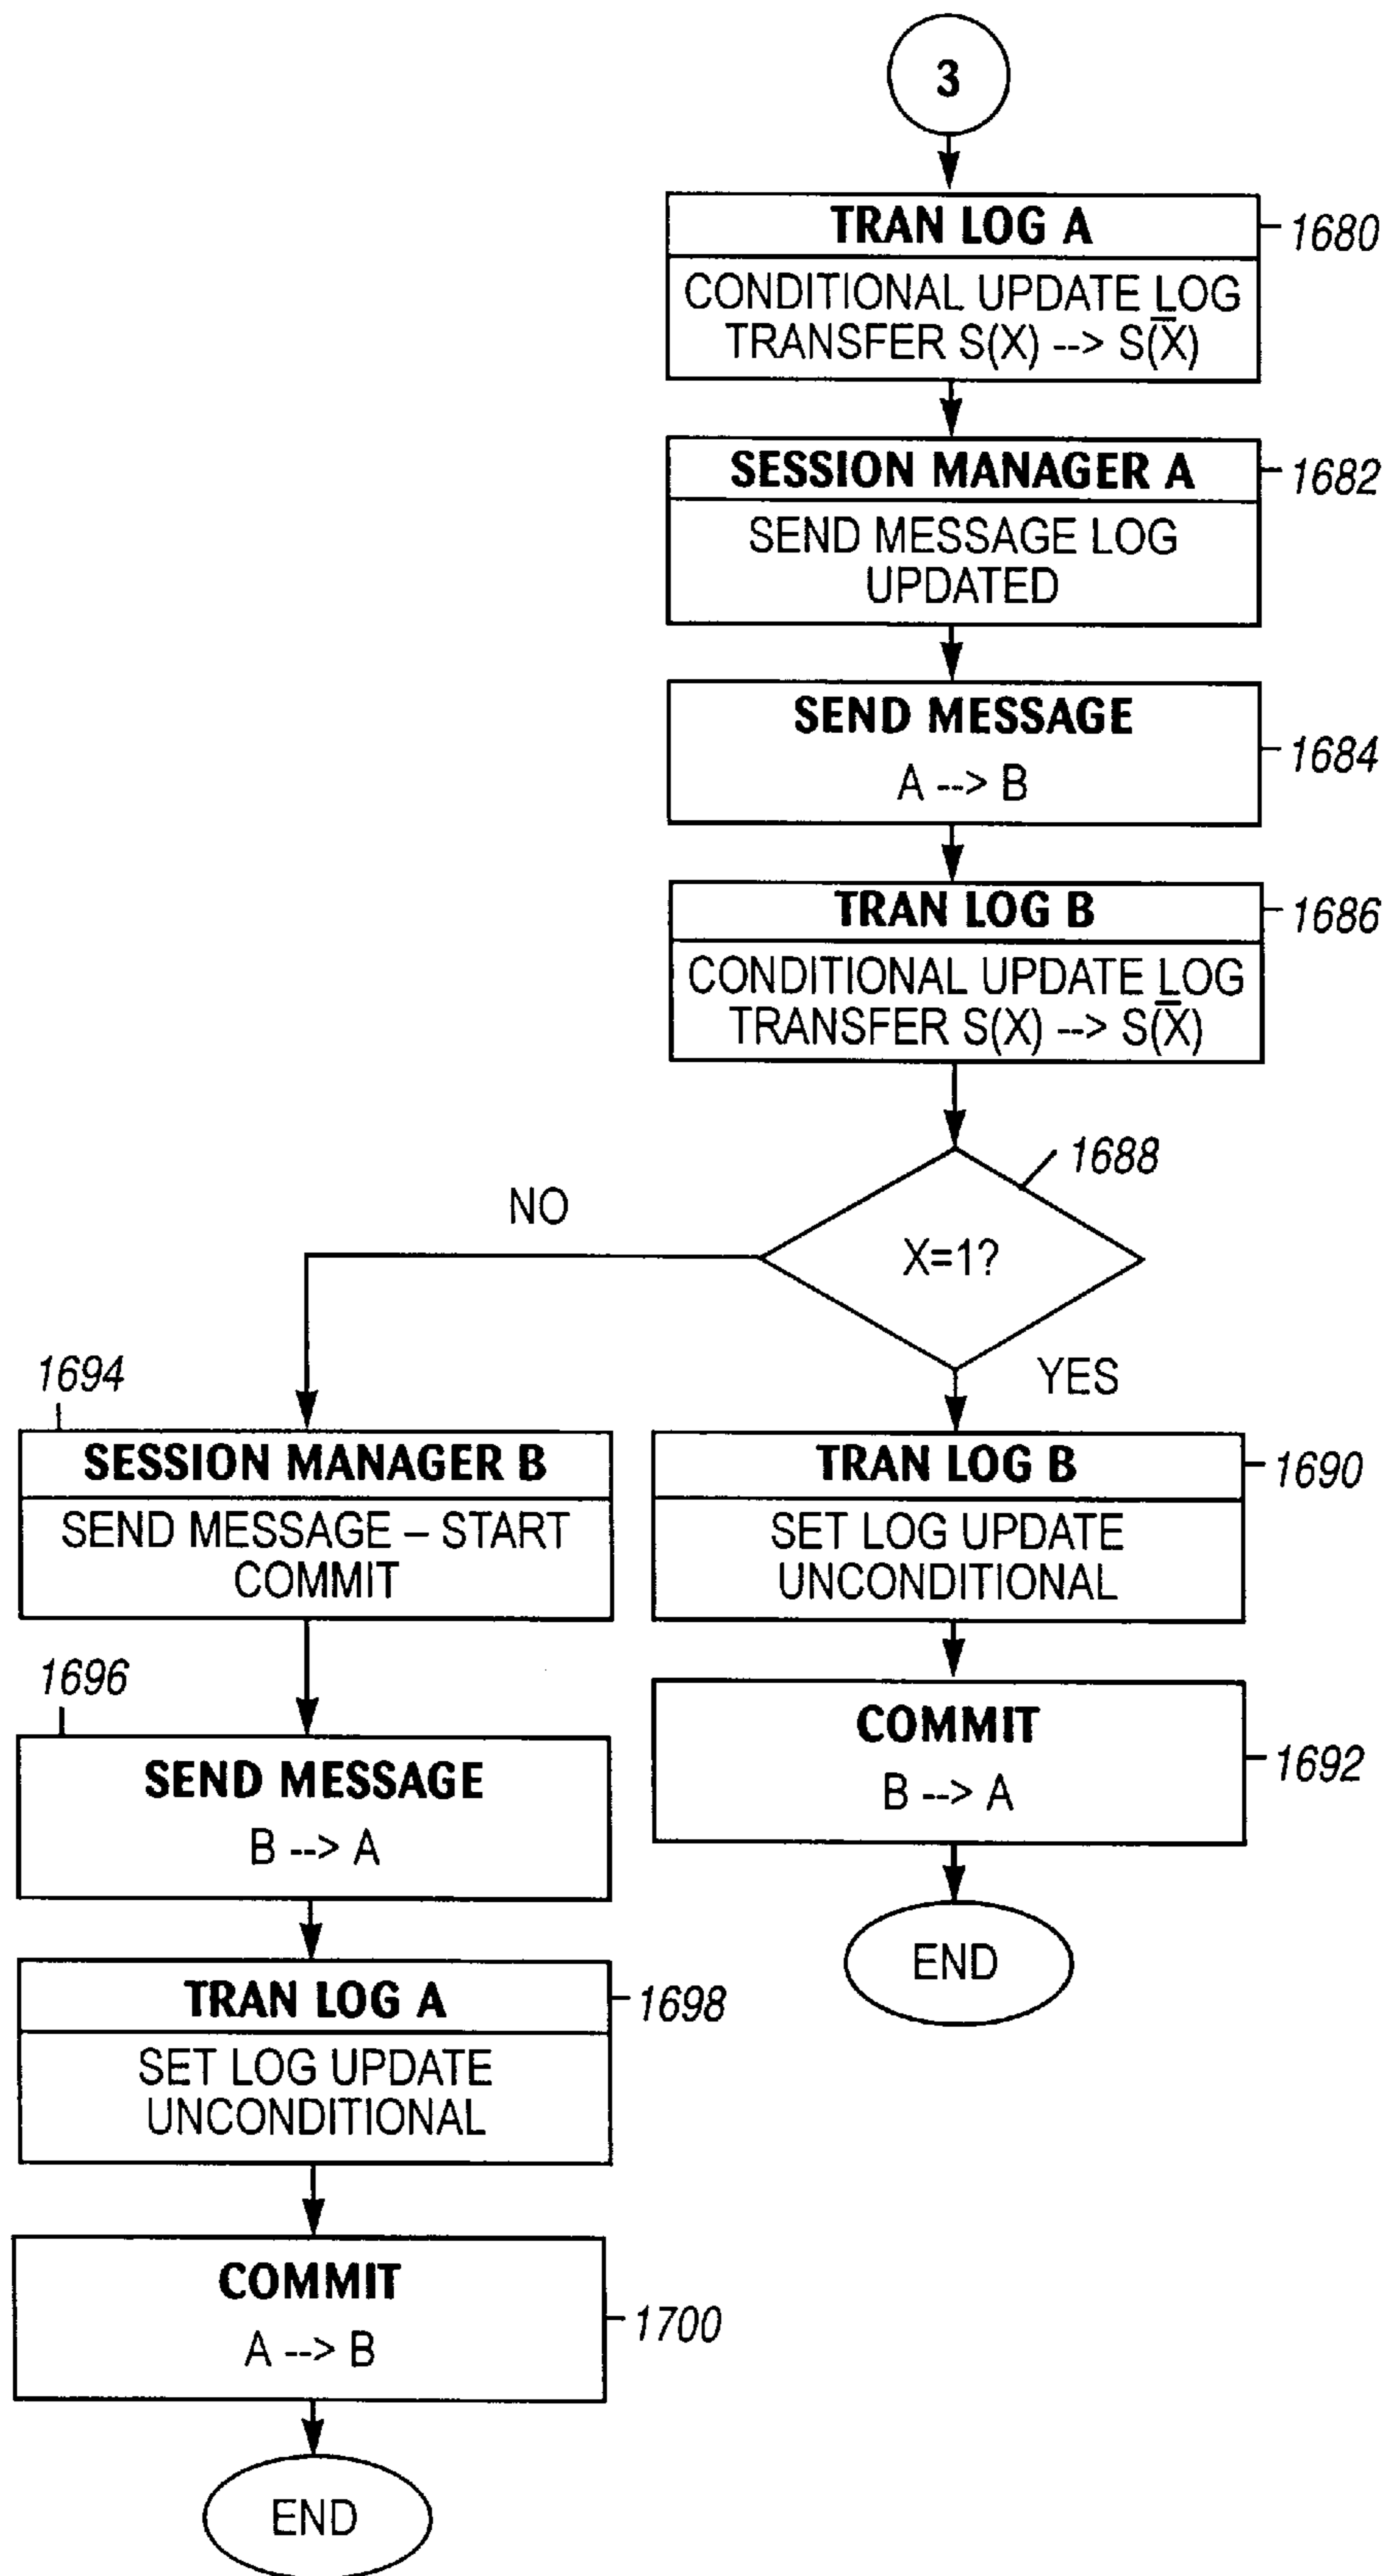 3
TRAN LOG A
1680
CONDITIONAL UPDATE LOG
TRANSFER S(X) --> S(X̅)
SESSION MANAGER A
1682
SEND MESSAGE LOG
UPDATED
SEND MESSAGE
1684
A --> B
TRAN LOG B
1686
CONDITIONAL UPDATE LOG
TRANSFER S(X) --> S(X̅)
1688
NO
X=1?
YES
1694
SESSION MANAGER B
SEND MESSAGE – START
COMMIT
TRAN LOG B
1690
SET LOG UPDATE
UNCONDITIONAL
1696
SEND MESSAGE
B --> A
COMMIT
1692
B --> A
END
TRAN LOG A
1698
SET LOG UPDATE
UNCONDITIONAL
COMMIT
1700
A --> B
END